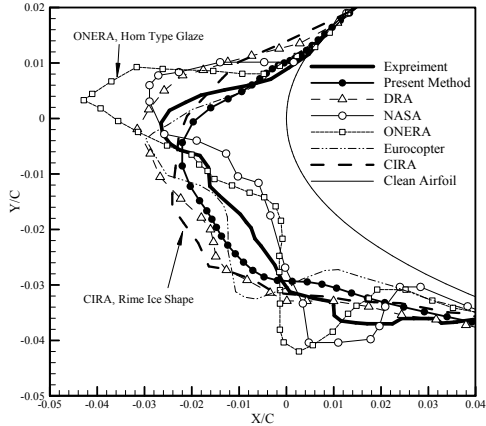 0.02
0.01
0
-0.01
-0.02
-0.03
-0.04
-0.05
Y/C
-0.05
-0.04
-0.03
-0.02
-0.01
0
0.01
0.02
0.03
0.04
X/C
ONERA, Horn Type Glaze
CIRA, Rime Ice Shape
Expreiment
Present Method
DRA
NASA
ONERA
Eurocopter
CIRA
Clean Airfoil